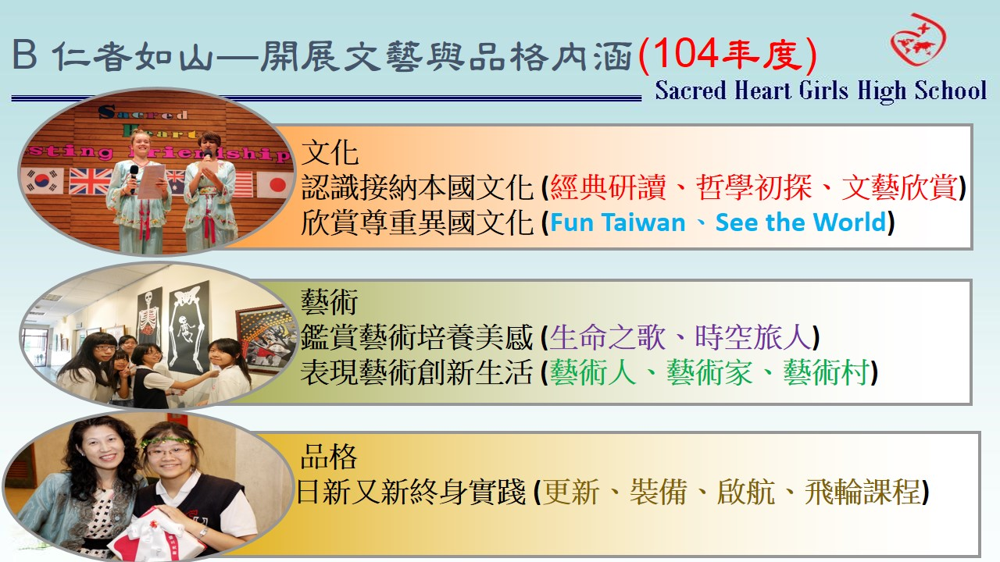 B 仁者如山—開展文藝與品格內涵(104年度)
Sacred Heart Girls High School
Sacred
Heart
sting Friendship
文化
認識接納本國文化 (經典研讀、哲學初探、文藝欣賞)
欣賞尊重異國文化 (Fun Taiwan、See the World)
藝術
鑑賞藝術培養美感 (生命之歌、時空旅人)
表現藝術創新生活 (藝術人、藝術家、藝術村)
品格
日新又新終身實踐 (更新、裝備、啟航、飛輪課程)